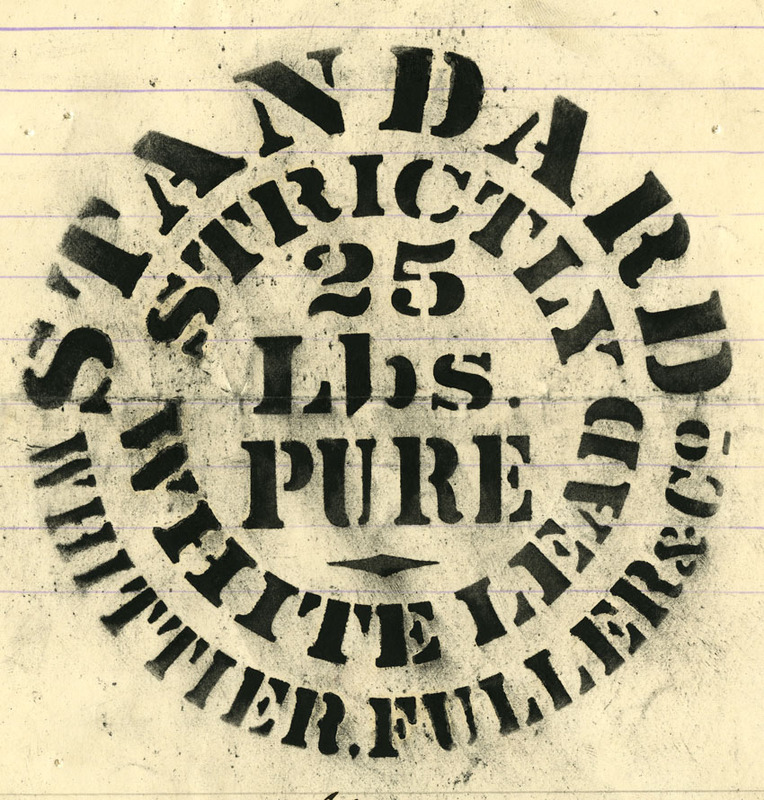 STANDARD
STRICTLY
25
Lbs.
PURE
WHITE LEAD
WHITTIER, FULLER & Co